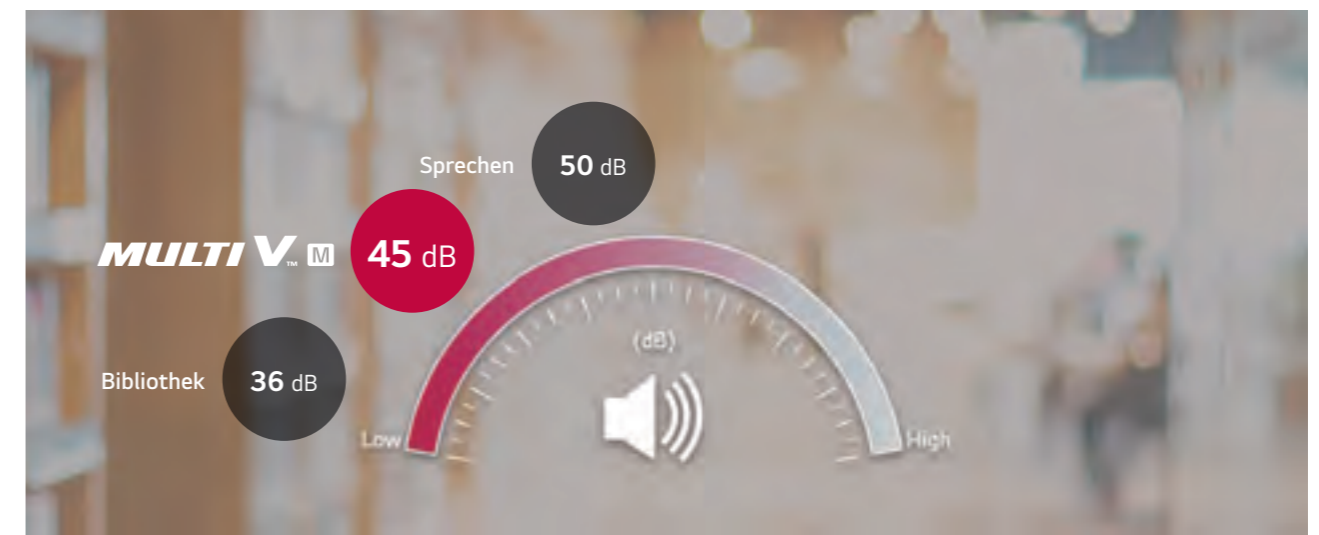 Sprechen
50 dB
MULTI V™ M
45 dB
(dB)
Bibliothek
36 dB
Low
High